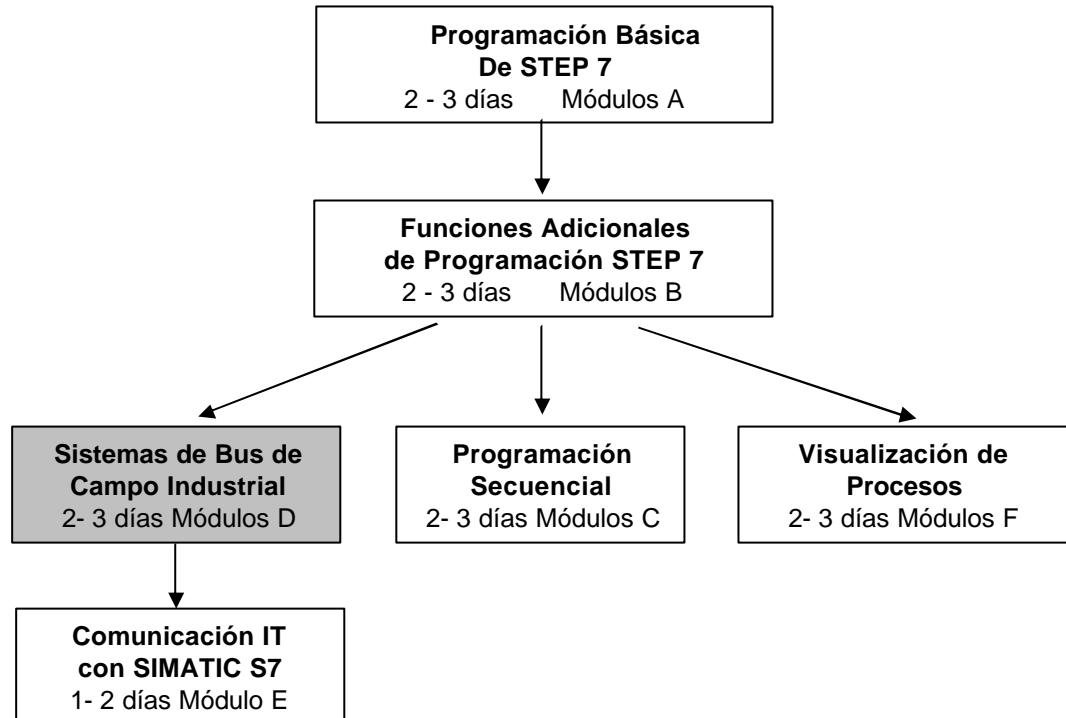 Programación Básica
De STEP 7
2 - 3 días Módulos A
Funciones Adicionales
de Programación STEP 7
2 - 3 días Módulos B
Sistemas de Bus de
Campo Industrial
2- 3 días Módulos D
Programación
Secuencial
2- 3 días Módulos C
Visualización de
Procesos
2- 3 días Módulos F
Comunicación IT
con SIMATIC S7
1- 2 días Módulo E